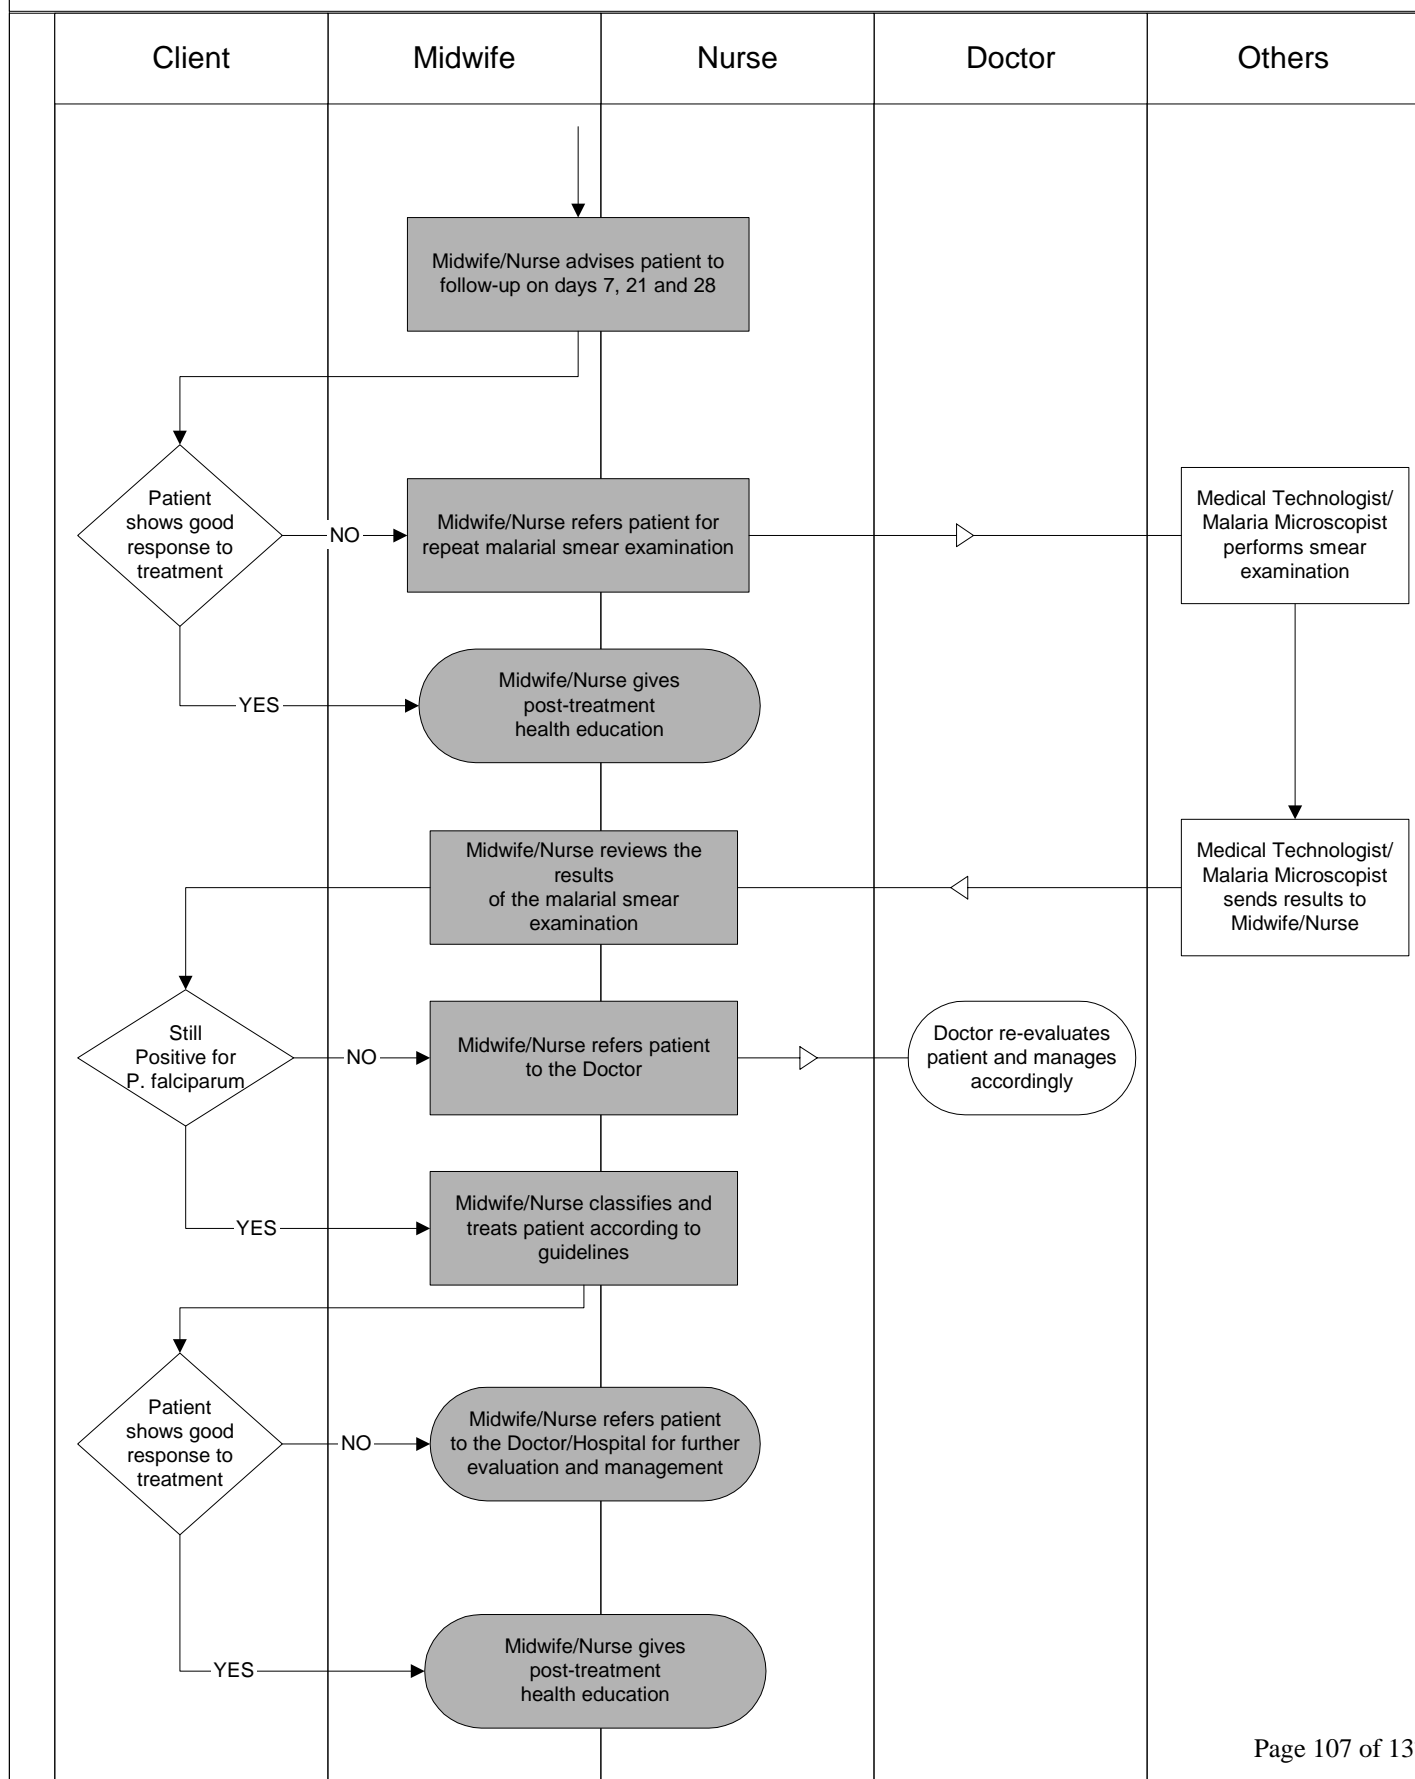 Client
Midwife
Nurse
Doctor
Others
Midwife/Nurse advises patient to
follow-up on days 7, 21 and 28
Patient
shows good
response to
treatment
NO
Midwife/Nurse refers patient for
repeat malarial smear examination
Medical Technologist/
Malaria Microscopist
performs smear
examination
YES
Midwife/Nurse gives
post-treatment
health education
Midwife/Nurse reviews the
results
of the malarial smear
examination
Medical Technologist/
Malaria Microscopist
sends results to
Midwife/Nurse
Still
Positive for
P. falciparum
NO
Midwife/Nurse refers patient
to the Doctor
Doctor re-evaluates
patient and manages
accordingly
YES
Midwife/Nurse classifies and
treats patient according to
guidelines
Patient
shows good
response to
treatment
NO
Midwife/Nurse refers patient
to the Doctor/Hospital for further
evaluation and management
YES
Midwife/Nurse gives
post-treatment
health education
Page 107 of 13